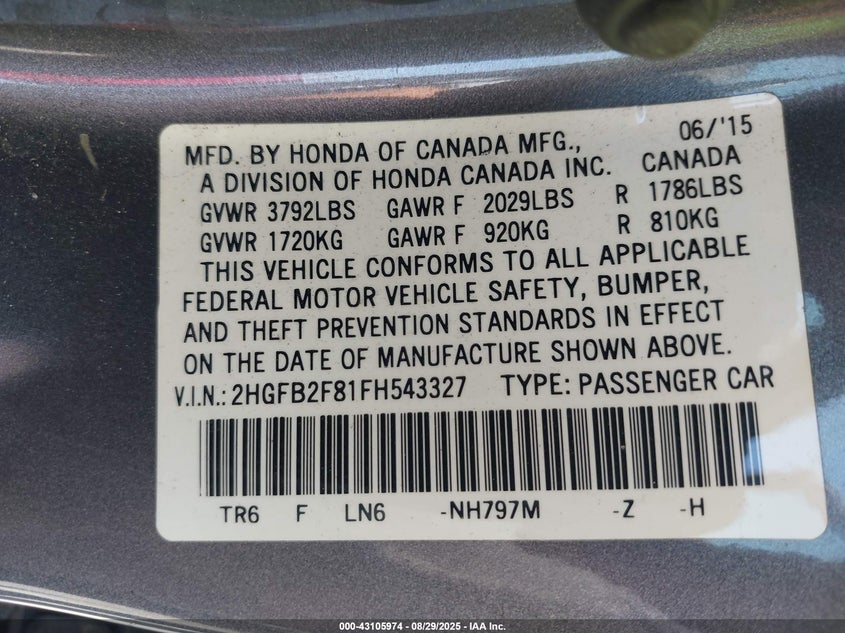 06/'15
MFD. BY HONDA OF CANADA MFG.,
A DIVISION OF HONDA CANADA INC. CANADA
GVWR 3792LBS GAWR F 2029LBS R 1786LBS
GVWR 1720KG GAWR F 920KG R 810KG
THIS VEHICLE CONFORMS TO ALL APPLICABLE
FEDERAL MOTOR VEHICLE SAFETY, BUMPER,
AND THEFT PREVENTION STANDARDS IN EFFECT
ON THE DATE OF MANUFACTURE SHOWN ABOVE.
V.I.N.: 2HGFB2F81FH543327 TYPE: PASSENGER CAR
TR6 F LN6 -NH797M -Z -H
000-43105974 - 08/29/2025 - IAA Inc.